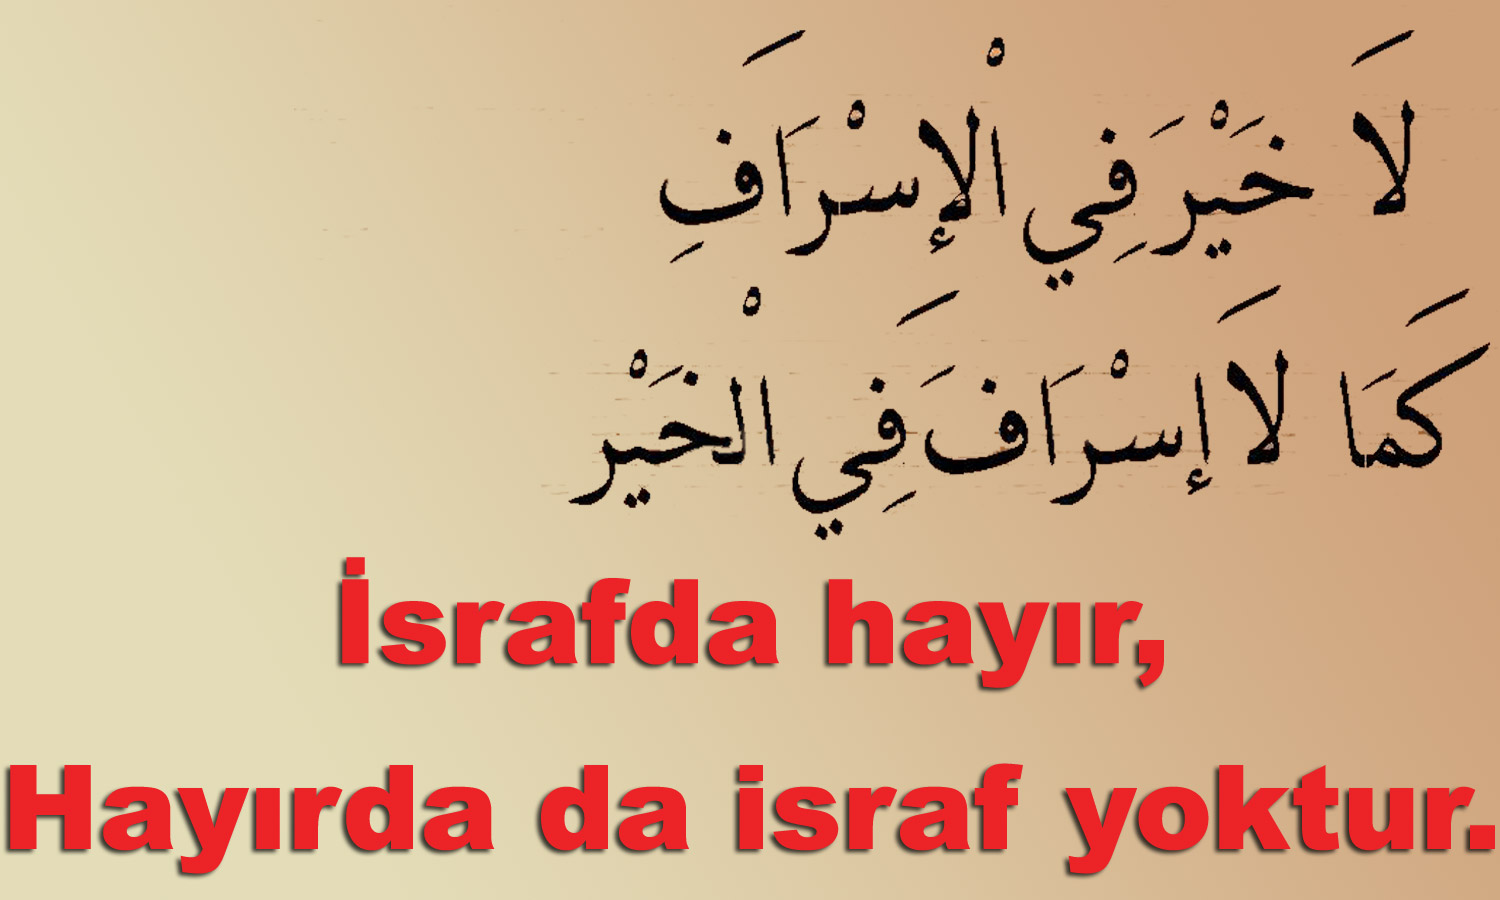 لَا خَيْرَ فِي الْإِسْرَافِ
كَمَا لَا إِسْرَافَ فِي الْخَيْر
İsrafda hayır,
Hayırda da israf yoktur.